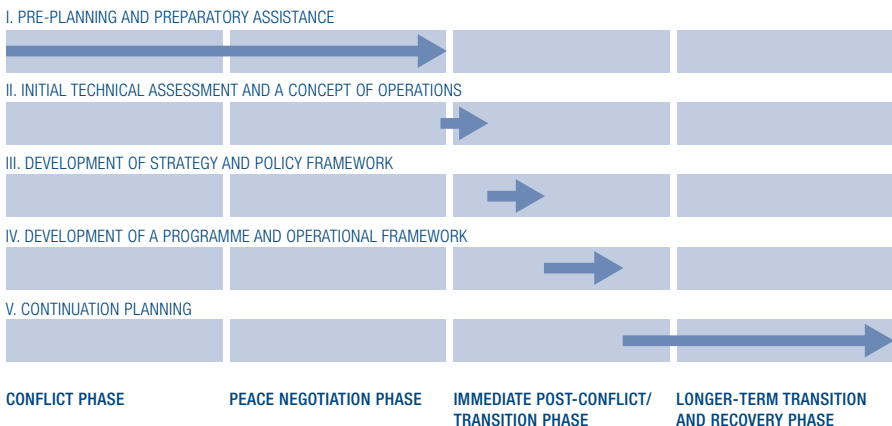 I. PRE-PLANNING AND PREPARATORY ASSISTANCE
II. INITIAL TECHNICAL ASSESSMENT AND A CONCEPT OF OPERATIONS
III. DEVELOPMENT OF STRATEGY AND POLICY FRAMEWORK
IV. DEVELOPMENT OF A PROGRAMME AND OPERATIONAL FRAMEWORK
V. CONTINUATION PLANNING
CONFLICT PHASE
PEACE NEGOTIATION PHASE
IMMEDIATE POST-CONFLICT/
TRANSITION PHASE
LONGER-TERM TRANSITION
AND RECOVERY PHASE